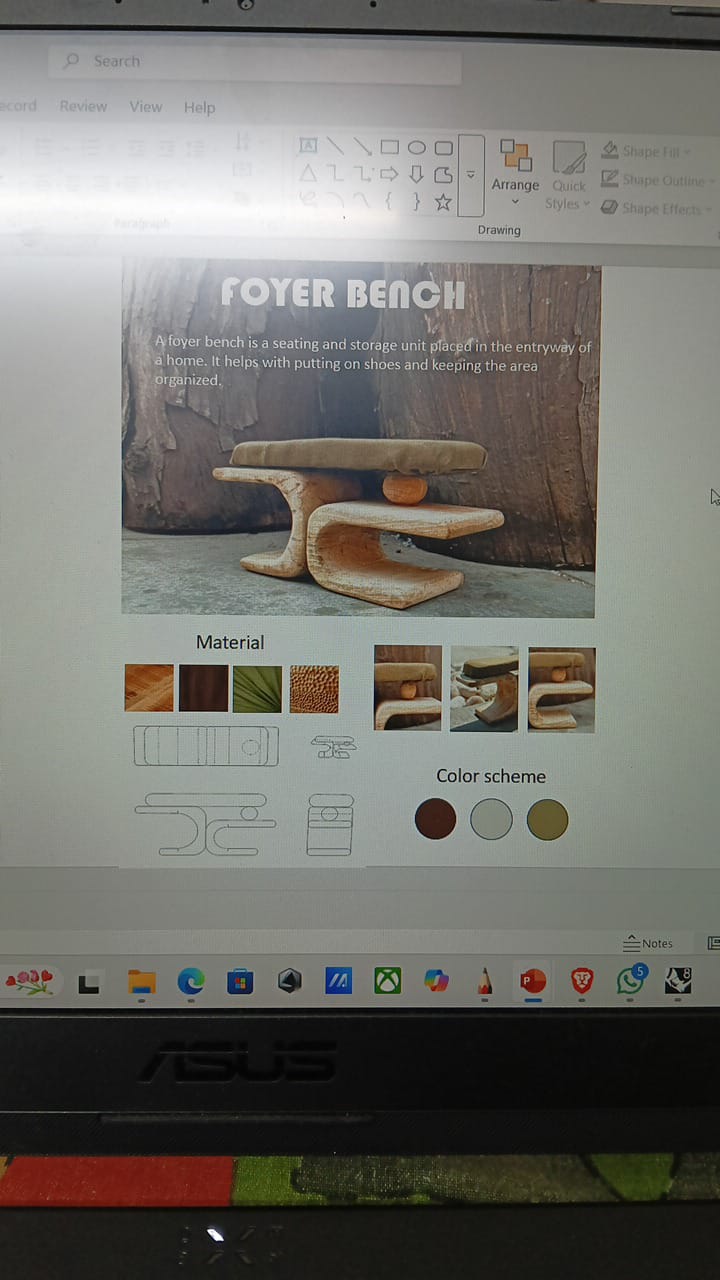 Search
ecord Review View Help
Arrange
Quick
Styles
Shape Fill
Shape Outline
Shape Effects
Paragraph
Drawing
FOYER BENCH
A foyer bench is a seating and storage unit placed in the entryway of
a home. It helps with putting on shoes and keeping the area
organized.
Material
Color scheme
Notes
5
8
ASUS